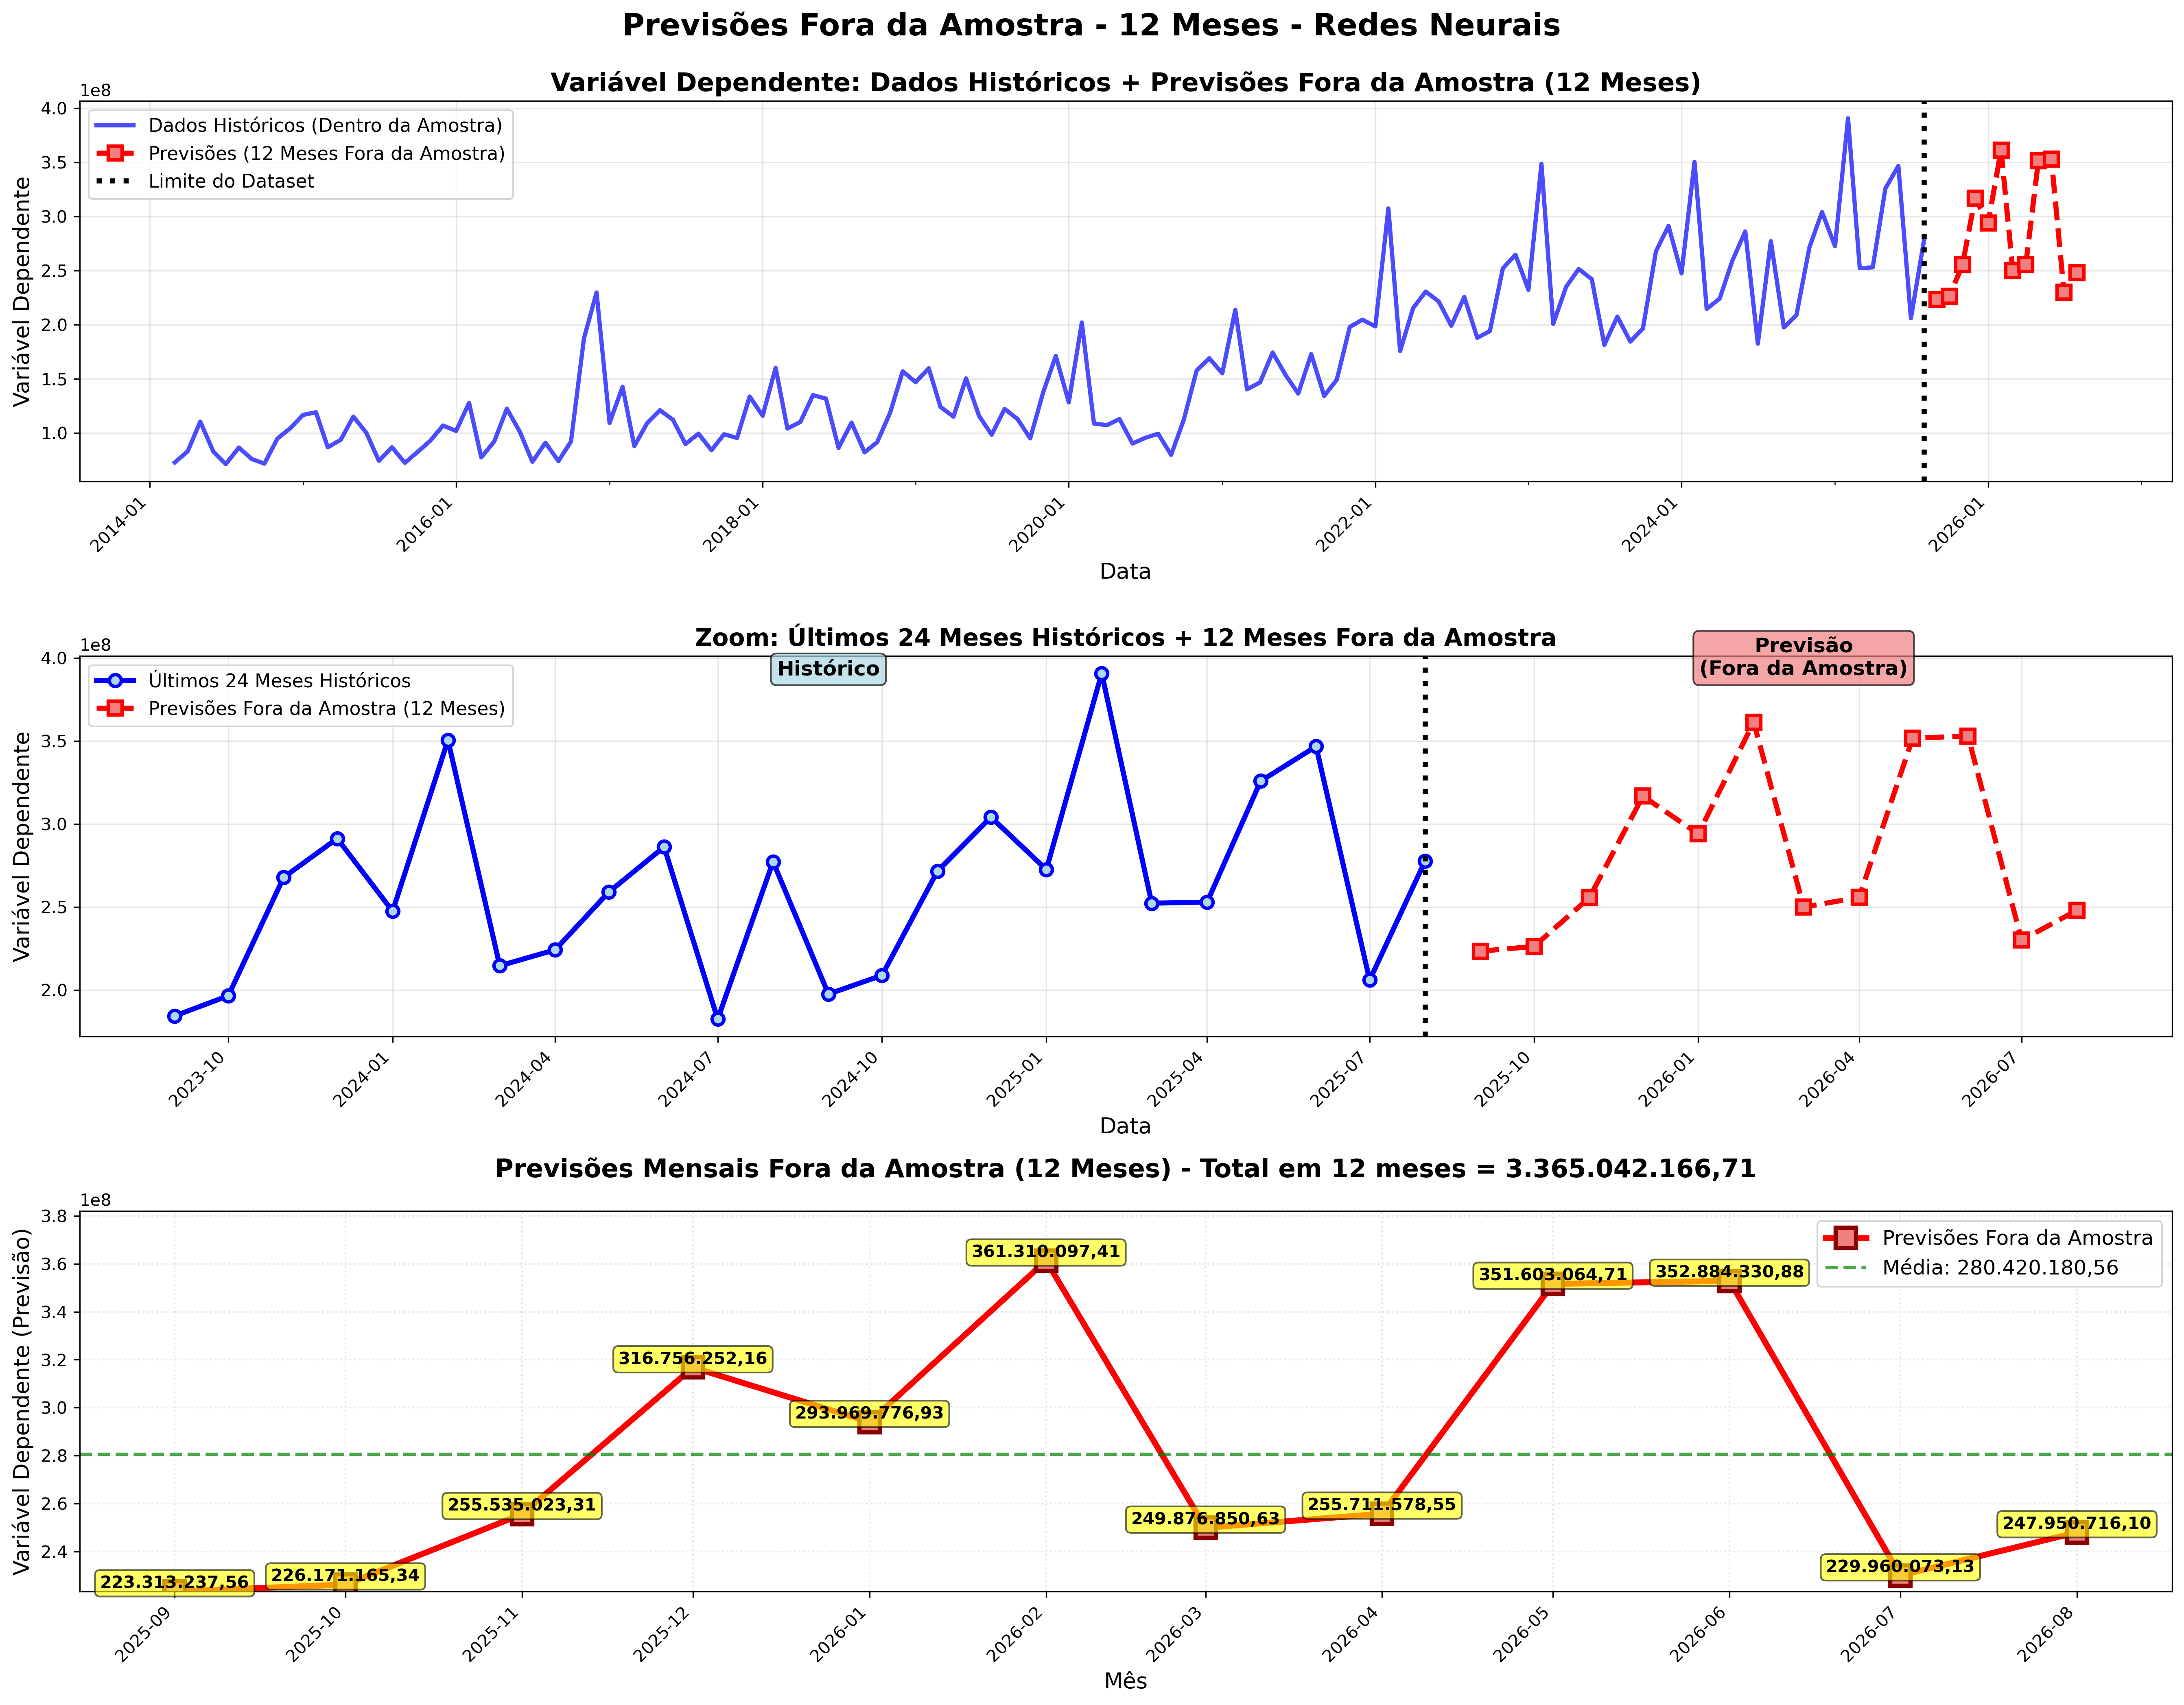 Previsões Fora da Amostra - 12 Meses - Redes Neurais
Variável Dependente: Dados Históricos + Previsões Fora da Amostra (12 Meses)
1e8
Variável Dependente
4.0
3.5
3.0
2.5
2.0
1.5
1.0
Dados Históricos (Dentro da Amostra)
Previsões (12 Meses Fora da Amostra)
Limite do Dataset
2014-01
2016-01
2018-01
2020-01
2022-01
2024-01
2026-01
Data
Zoom: Últimos 24 Meses Históricos + 12 Meses Fora da Amostra
1e8
Variável Dependente
4.0
3.5
3.0
2.5
2.0
Últimos 24 Meses Históricos
Previsões Fora da Amostra (12 Meses)
Histórico
Previsão
(Fora da Amostra)
2023-10
2024-01
2024-04
2024-07
2024-10
2025-01
2025-04
2025-07
2025-10
2026-01
2026-04
2026-07
Data
Previsões Mensais Fora da Amostra (12 Meses) - Total em 12 meses = 3.365.042.166,71
1e8
Variável Dependente (Previsão)
3.8
3.6
3.4
3.2
3.0
2.8
2.6
2.4
Previsões Fora da Amostra
Média: 280.420.180,56
223.313.237,56
226.171.165,34
255.535.023,31
316.756.252,16
293.969.776,93
361.310.097,41
249.876.850,63
255.711.578,55
351.603.064,71
352.884.330,88
229.960.073,13
247.950.716,10
2025-09
2025-10
2025-11
2025-12
2026-01
2026-02
2026-03
2026-04
2026-05
2026-06
2026-07
2026-08
Mês